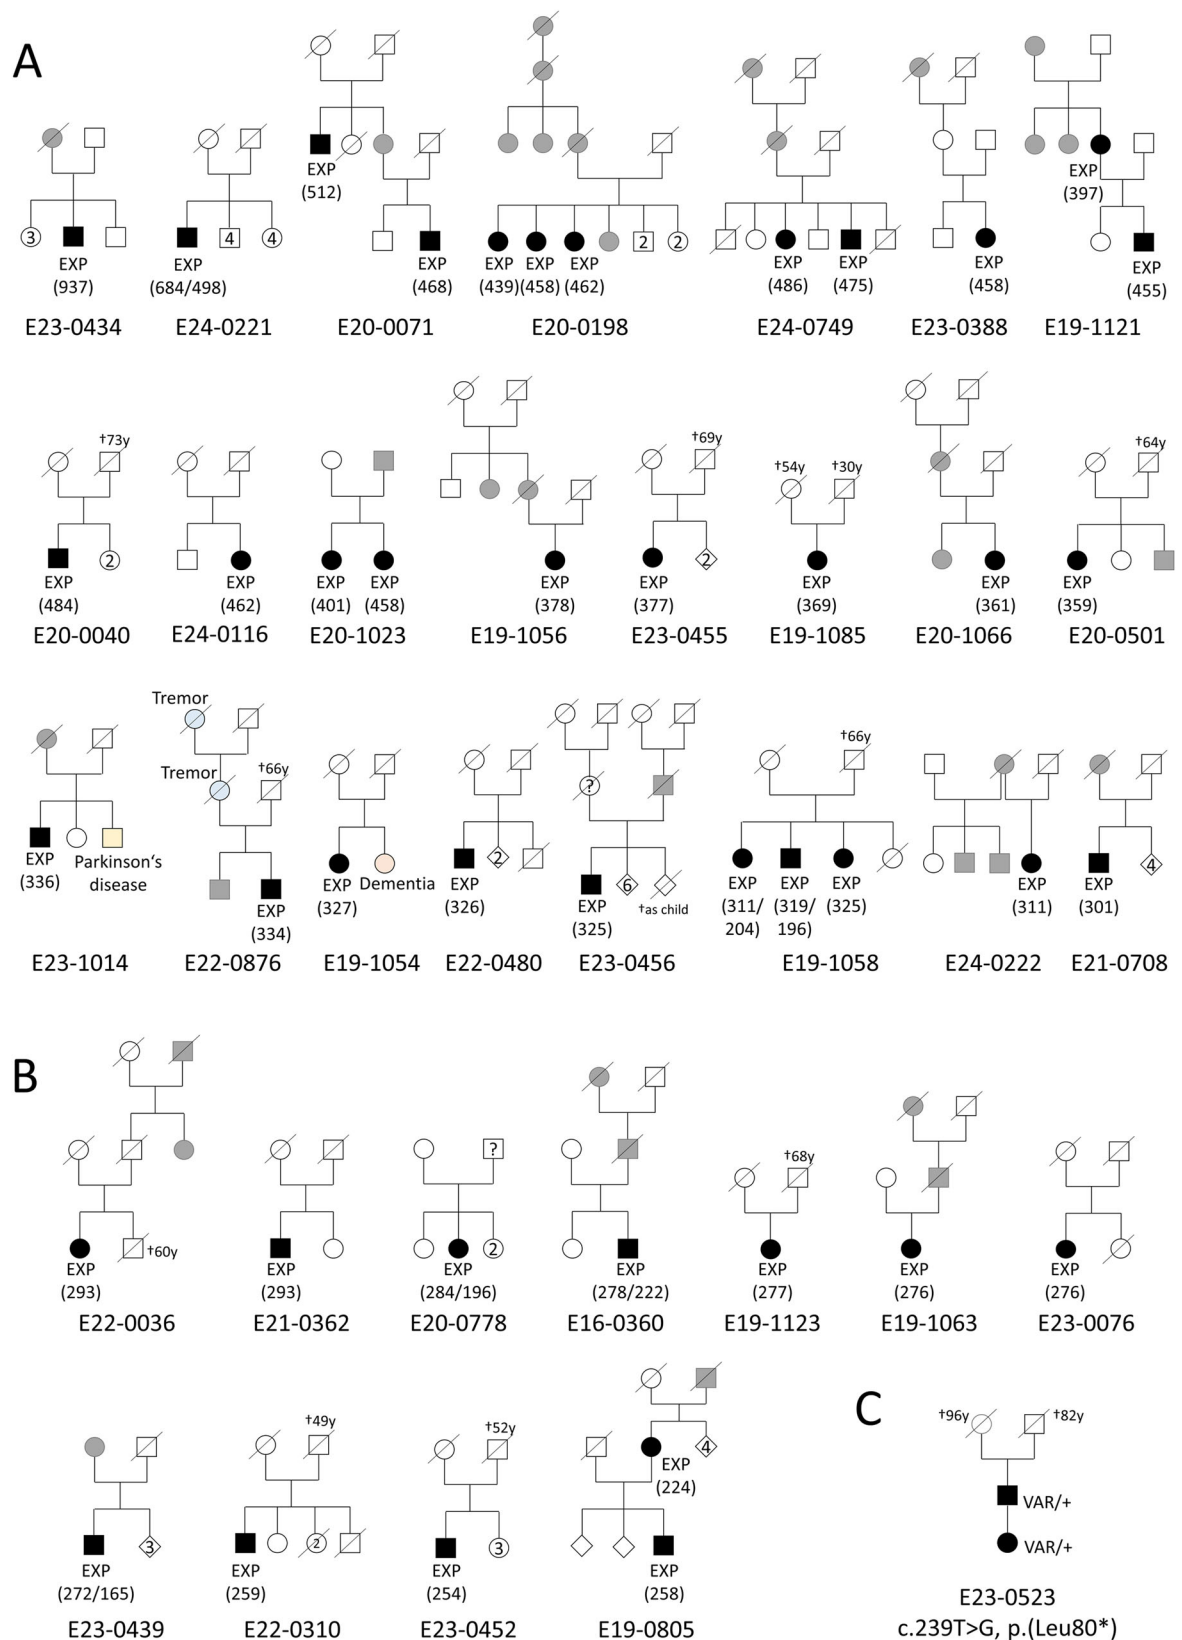 A
3
EXP
(937)
E23-0434
4
4
EXP
(684/498)
E24-0221
EXP
(512)
EXP
(468)
E20-0071
2
2
EXP
EXP
EXP
(439)
(458)
(462)
E20-0198
EXP
(486)
EXP
(475)
E24-0749
EXP
(458)
E23-0388
EXP
(397)
EXP
(455)
E19-1121
†73y
2
EXP
(484)
E20-0040
EXP
(462)
E24-0116
EXP
(401)
EXP
(458)
E20-1023
EXP
(378)
E19-1056
†69y
2
EXP
(377)
E23-0455
†54y
†30y
EXP
(369)
E19-1085
EXP
(361)
E20-1066
†64y
EXP
(359)
E20-0501
EXP
(336)
Parkinson's
disease
E23-1014
Tremor
Tremor
†66y
EXP
(334)
E22-0876
EXP
(327)
Dementia
E19-1054
2
EXP
(326)
E22-0480
?
6
EXP
(325)
†as child
E23-0456
†66y
EXP
(311/
204)
EXP
(319/
196)
EXP
(325)
E19-1058
EXP
(311)
E24-0222
4
EXP
(301)
E21-0708
B
†60y
EXP
(293)
E22-0036
EXP
(293)
E21-0362
?
2
EXP
(284/196)
E20-0778
EXP
(278/222)
E16-0360
†68y
EXP
(277)
E19-1123
EXP
(276)
E19-1063
EXP
(276)
E23-0076
3
EXP
(272/165)
E23-0439
†49y
2
EXP
(259)
E22-0310
†52y
3
EXP
(254)
E23-0452
4
EXP
(224)
EXP
(258)
E19-0805
C
†96y
†82y
VAR/+
VAR/+
E23-0523
c.239T>G, p.(Leu80*)